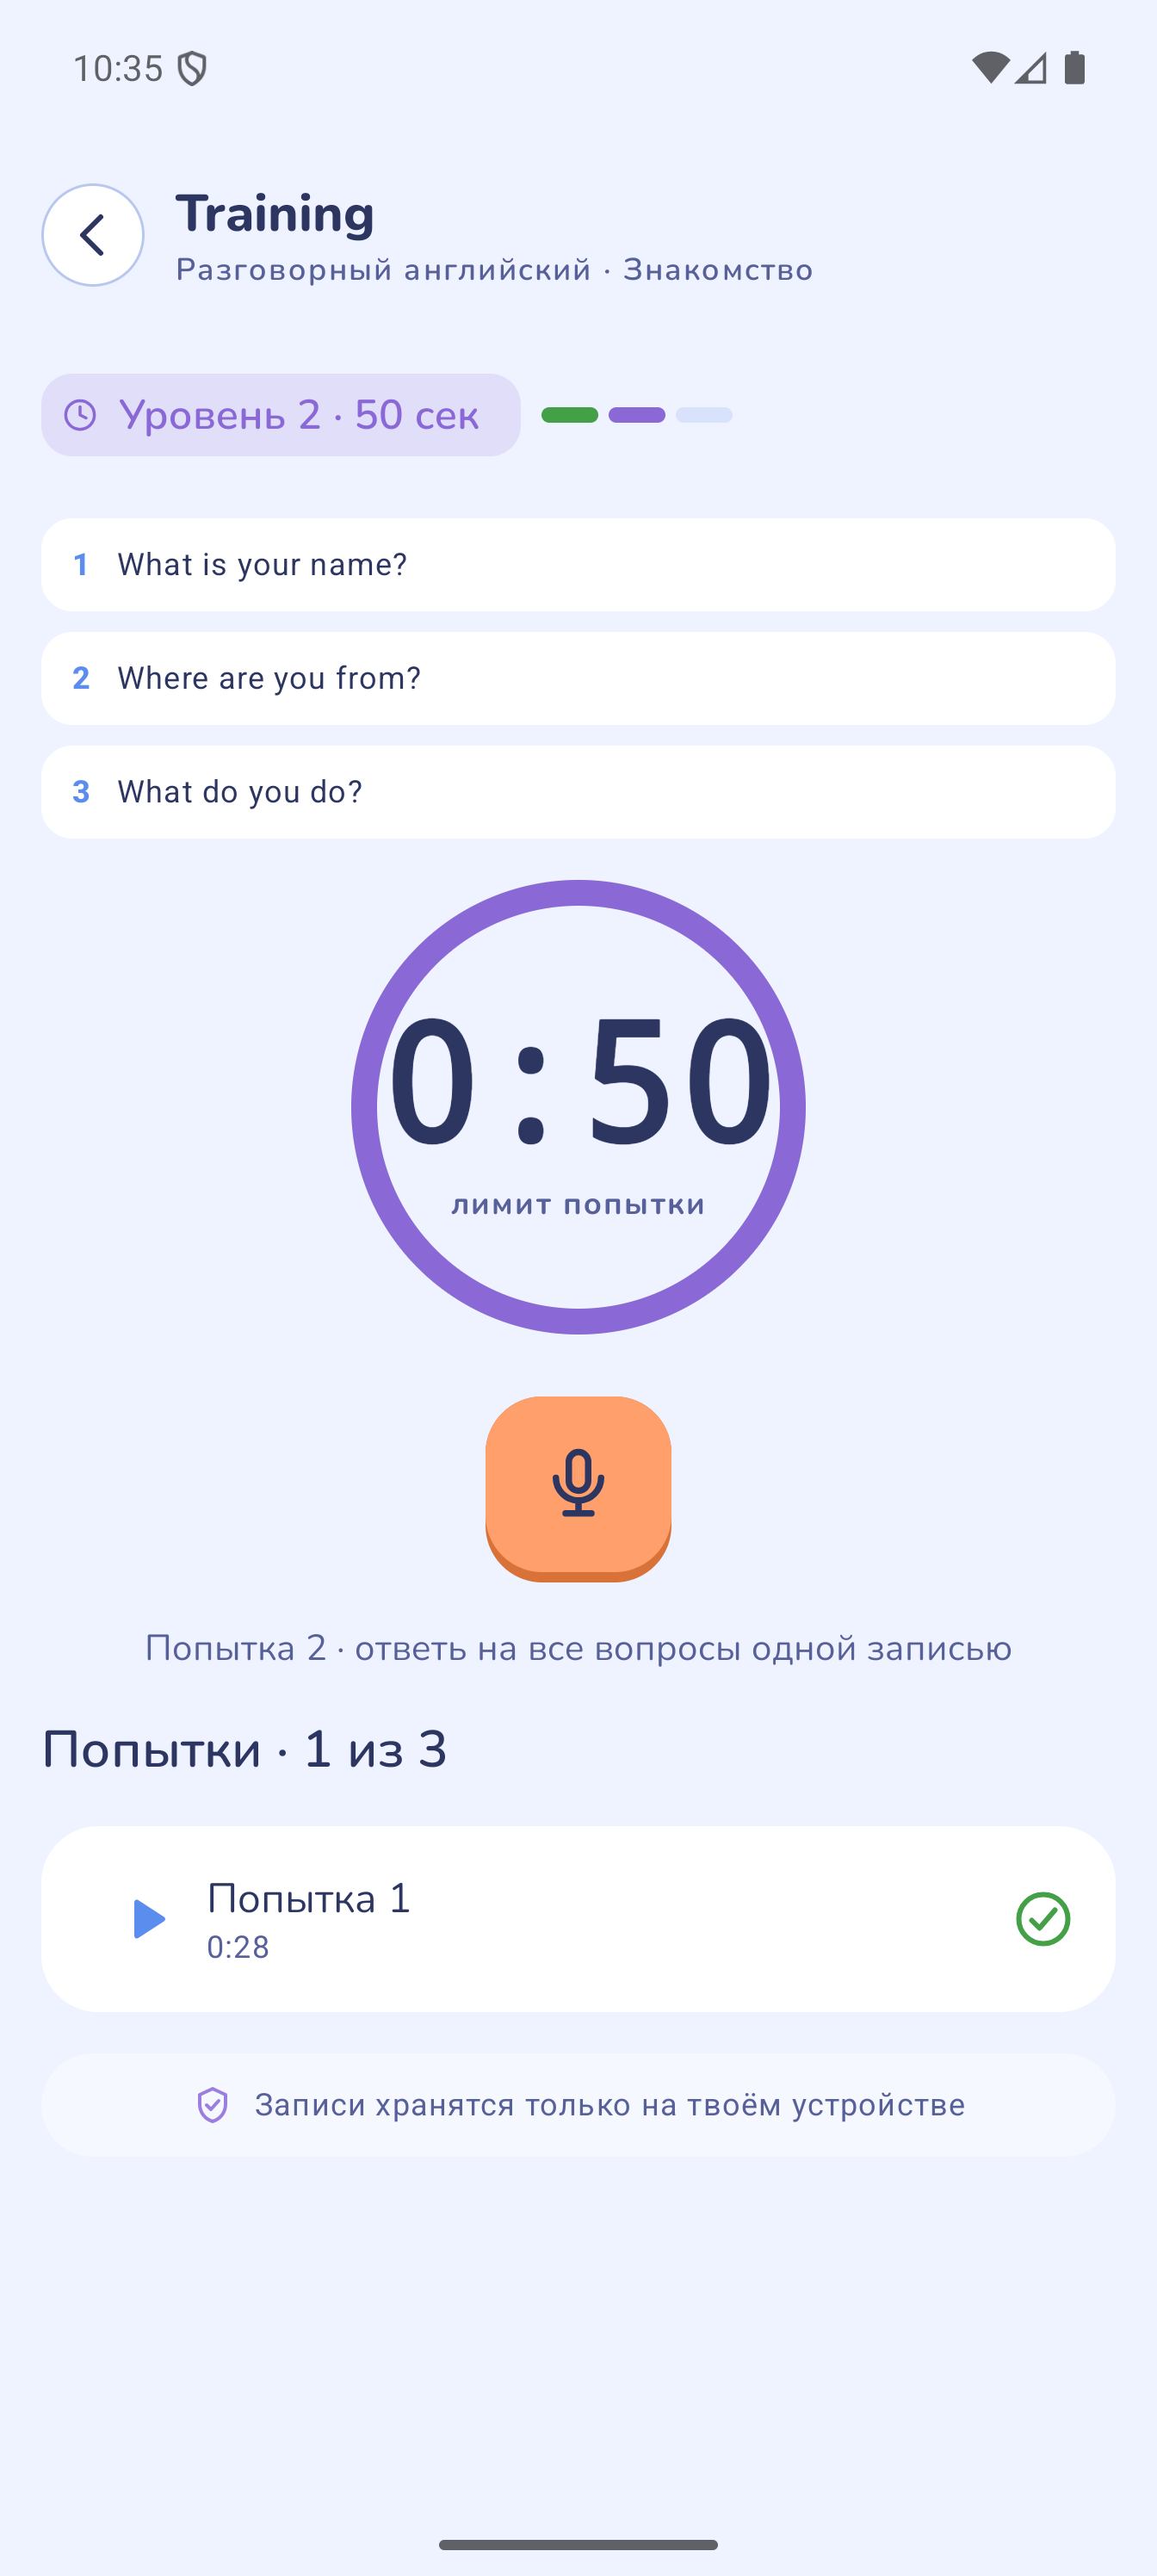 10:35
Training
Разговорный английский · Знакомство
Уровень 2 · 50 сек
1 What is your name?
2 Where are you from?
3 What do you do?
0:50
лимит попытки
Попытка 2 · ответь на все вопросы одной записью
Попытки · 1 из 3
Попытка 1
0:28
Записи хранятся только на твоём устройстве